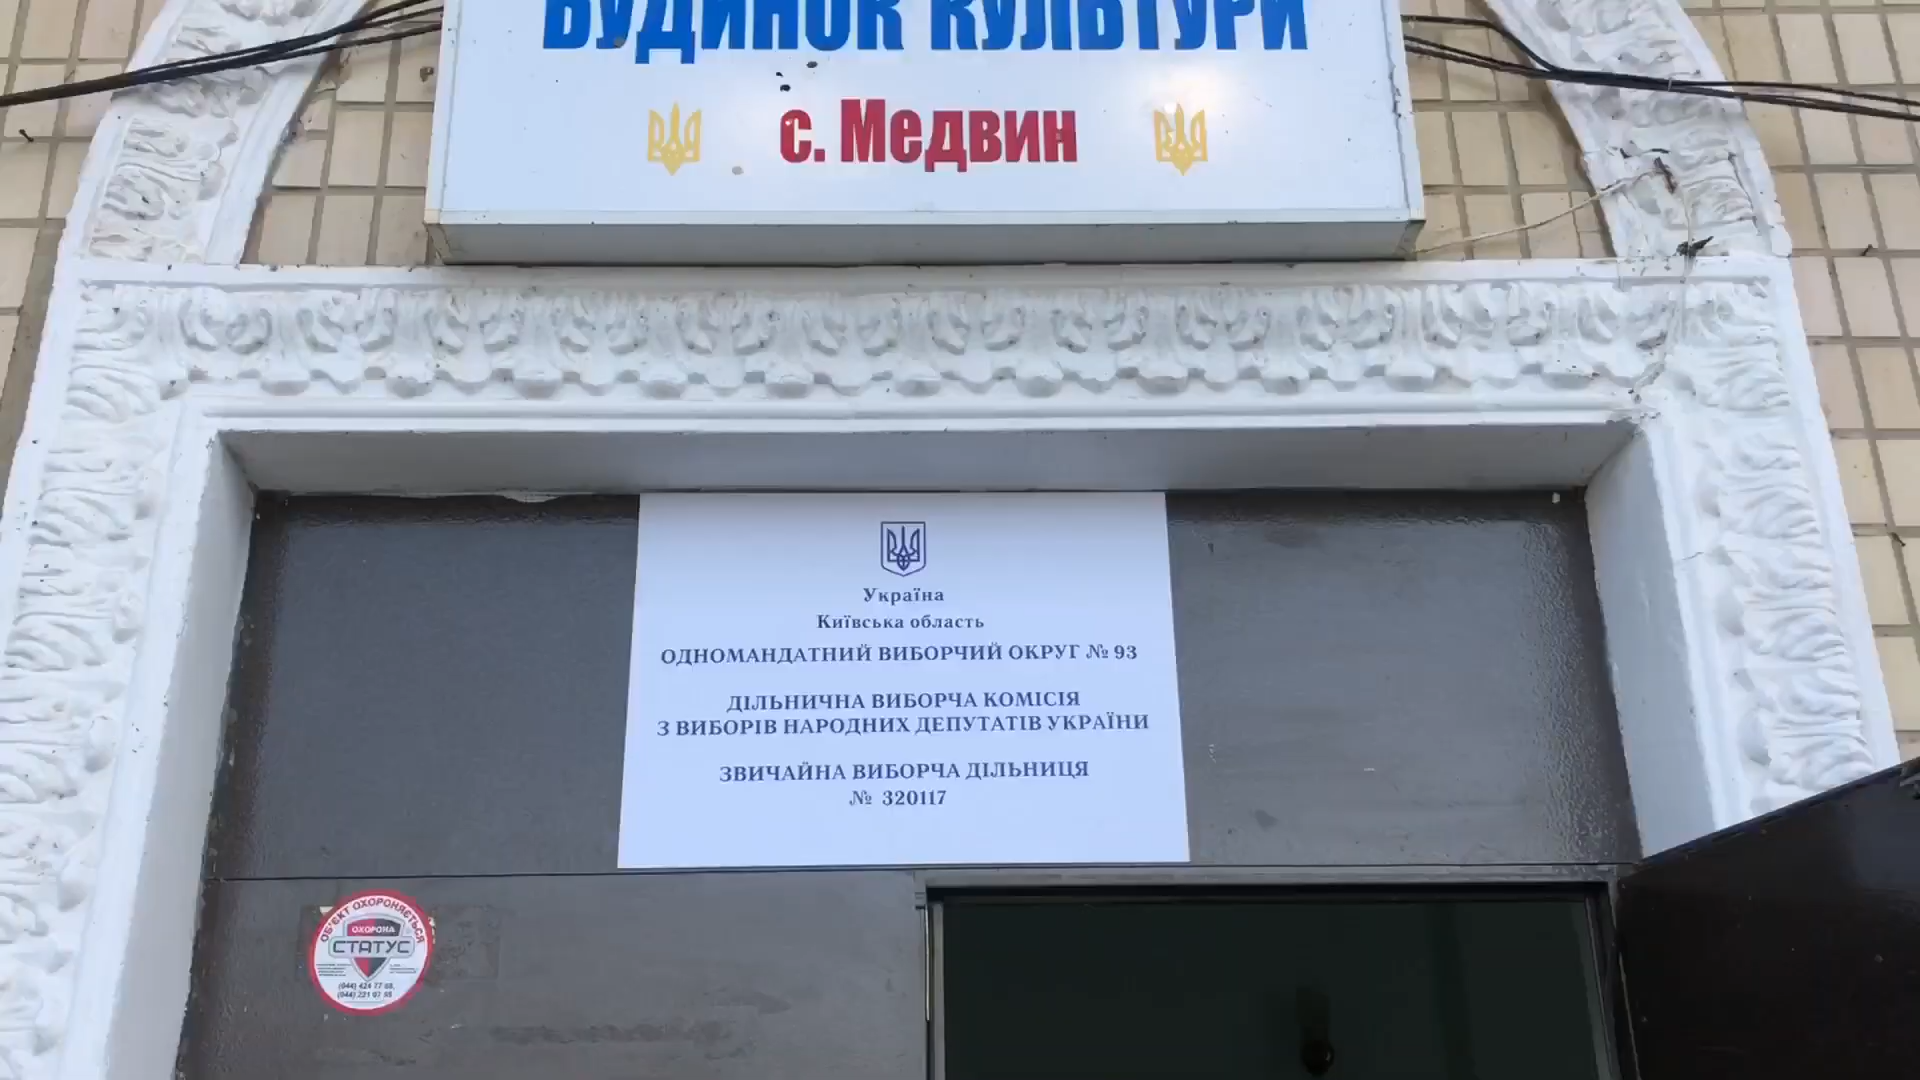 БУДИНОК КУЛЬТУРИ
с. Медвин
Україна
Київська область
ОДНОМАНДАТНИЙ ВИБОРЧИЙ ОКРУГ № 93
ДІЛЬНИЧНА ВИБОРЧА КОМІСІЯ
З ВИБОРІВ НАРОДНИХ ДЕПУТАТІВ УКРАЇНИ
ЗВИЧАЙНА ВИБОРЧА ДІЛЬНИЦЯ
№ 320117
ОБ'ЄКТ ОХОРОНЯЄТЬСЯ
ОХОРОНА
СТАТУС
(044) 424 77 68,
(044) 221 07 55